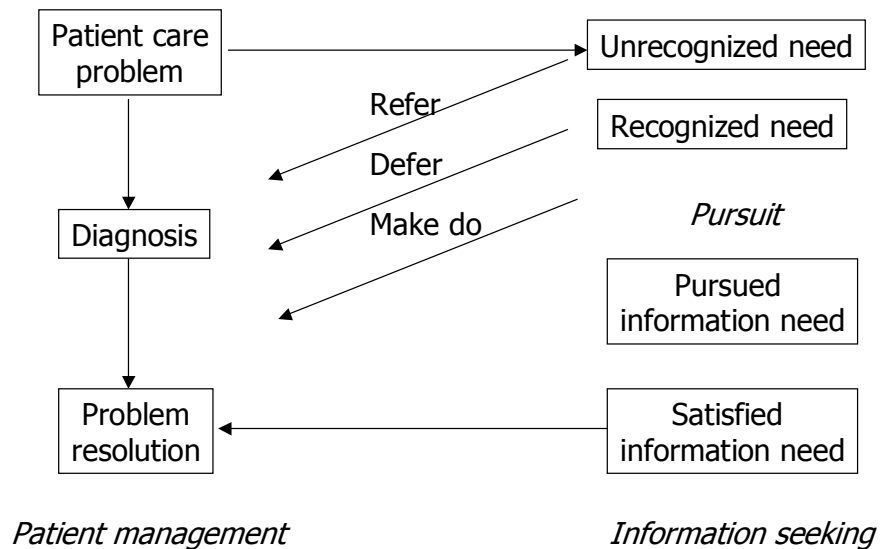 Patient care
problem
Unrecognized need
Refer
Recognized need
Defer
Make do
Pursuit
Diagnosis
Pursued
information need
Problem
resolution
Satisfied
information need
Patient management
Information seeking